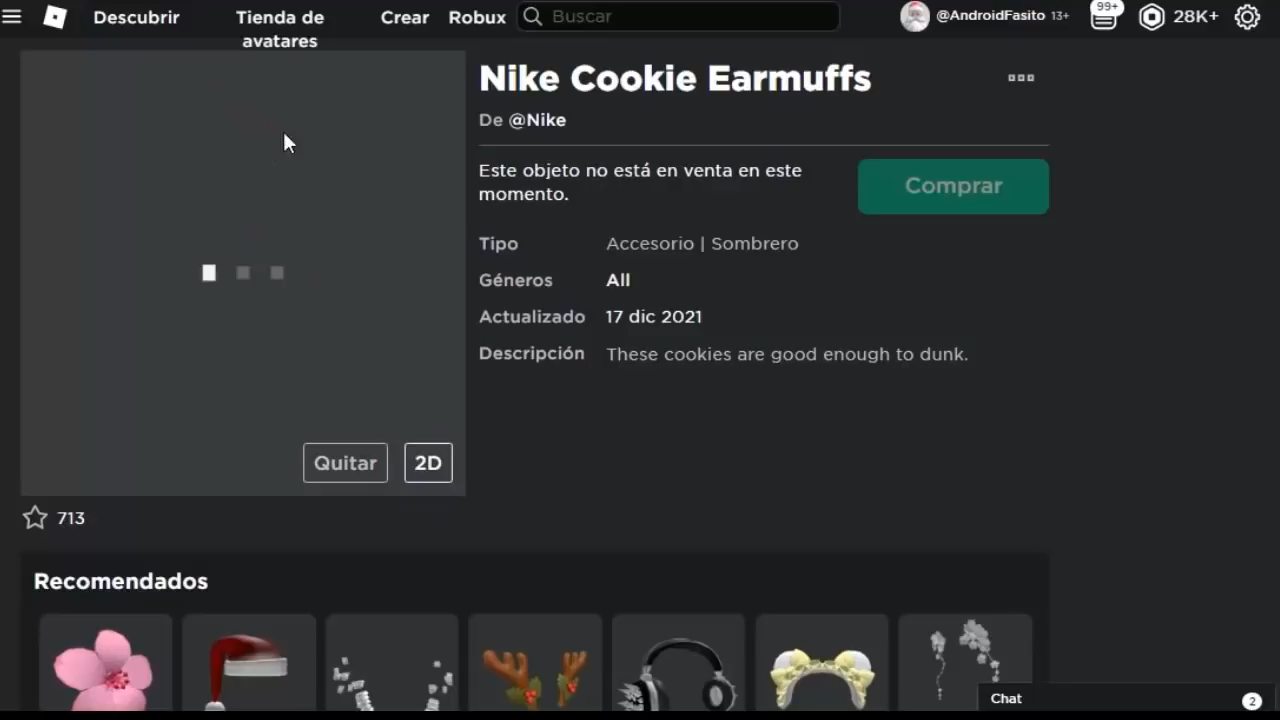 Descubrir
Tienda de
avatares
Crear
Robux
Buscar
@AndroidFasito 13+
99+
28K+
Nike Cookie Earmuffs
De @Nike
Este objeto no está en venta en este
momento.
Comprar
Tipo
Accesorio | Sombrero
Géneros
All
Actualizado
17 dic 2021
Descripción
These cookies are good enough to dunk.
Quitar
2D
713
Recomendados
Chat
2